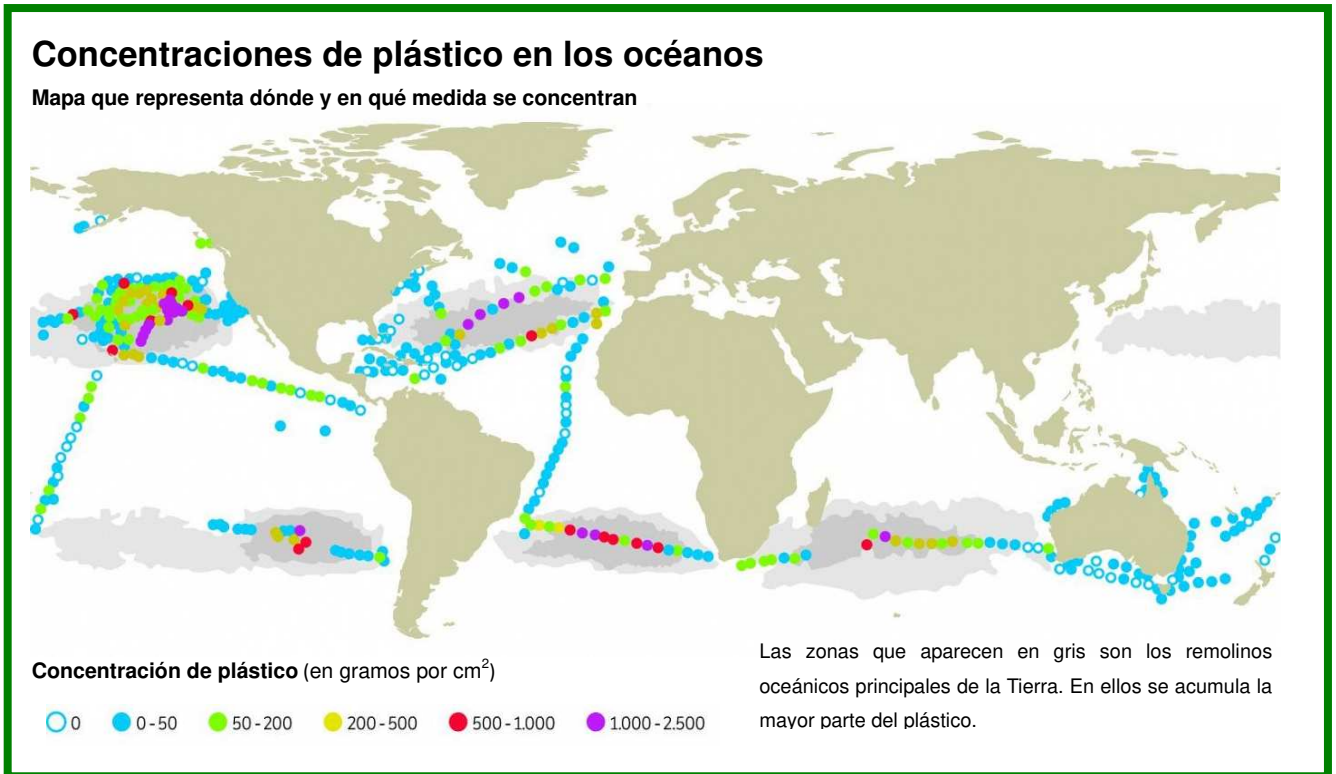 Concentraciones de plástico en los océanos
Mapa que representa dónde y en qué medida se concentran
Concentración de plástico (en gramos por cm²)
0 0-50 50-200 200-500 500-1.000 1.000-2.500
Las zonas que aparecen en gris son los remolinos
oceánicos principales de la Tierra. En ellos se acumula la
mayor parte del plástico.